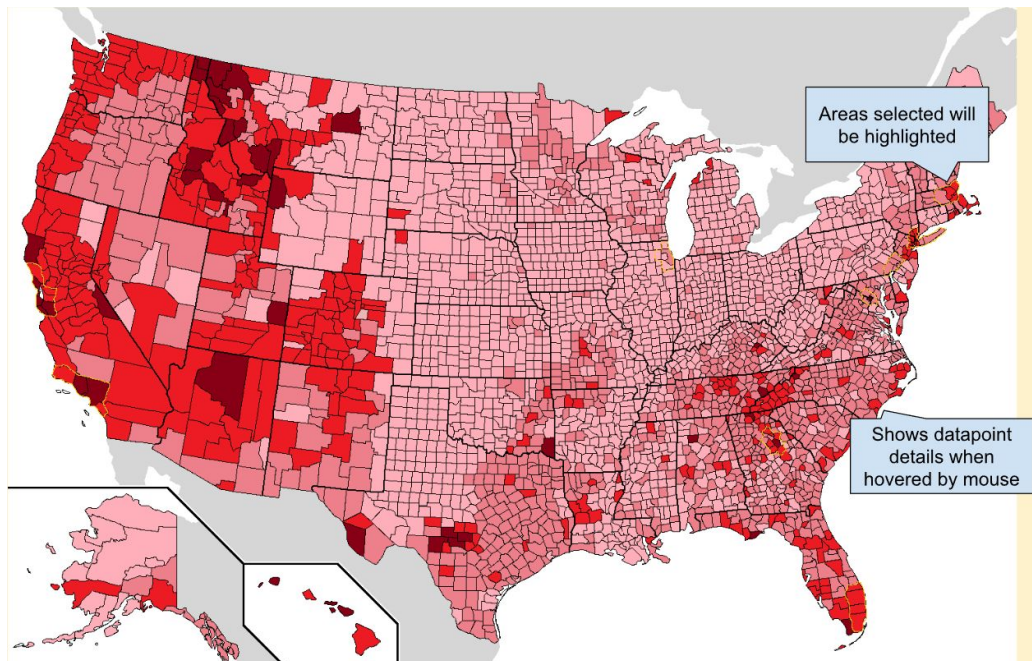 Areas selected will
be highlighted
Shows datapoint
details when
hovered by mouse